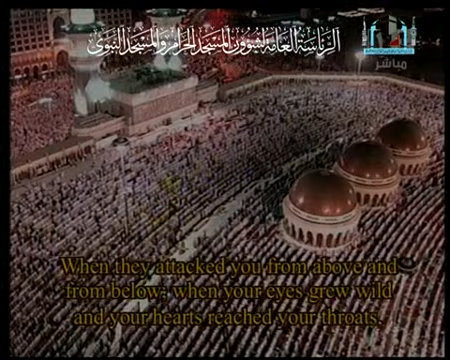 الرئاسة العامة لشؤون المسجد الحرام والمسجد النبوي
مباشر
When they attacked you from above and
from below, when your eyes grew wild
and your hearts reached your throats,